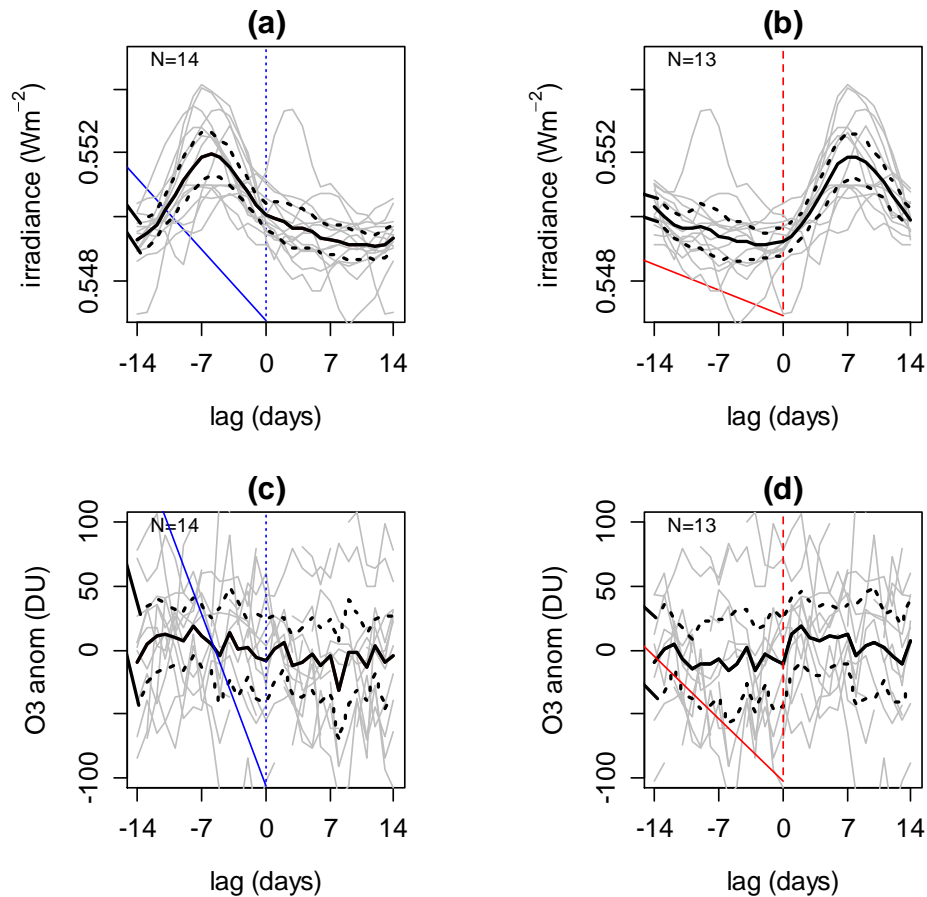 (a)
N=14
irradiance (Wm−2)
0.552
0.548
-14 -7 0 7 14
lag (days)
(b)
N=13
irradiance (Wm−2)
0.552
0.548
-14 -7 0 7 14
lag (days)
(c)
N=14
O3 anom (DU)
100
50
0
-100
-14 -7 0 7 14
lag (days)
(d)
N=13
O3 anom (DU)
100
50
0
-100
-14 -7 0 7 14
lag (days)